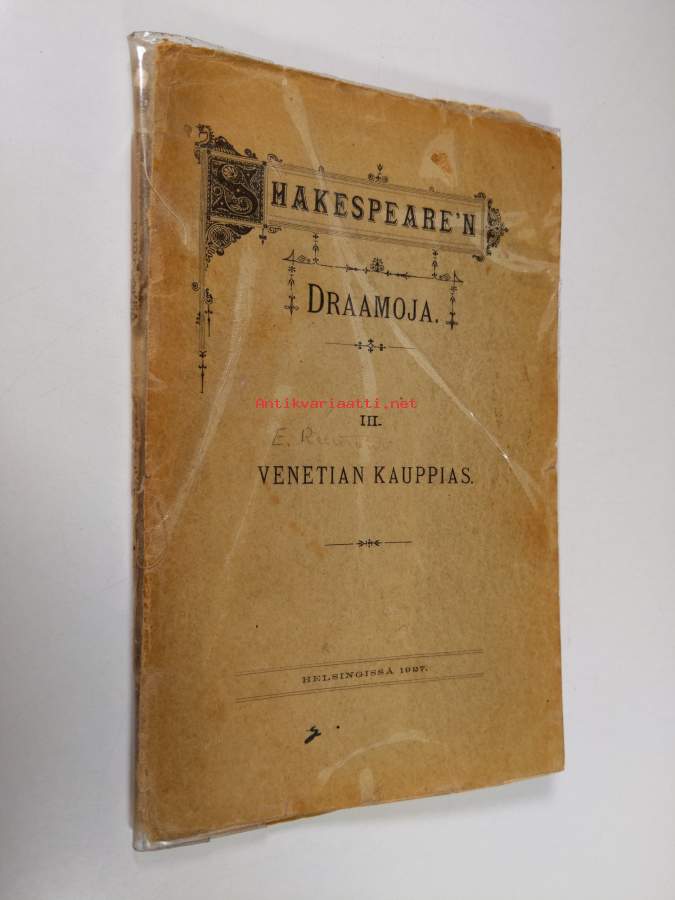 SHAKESPEARE'N
DRAAMOJA.
Antikvariaatti.net
III.
E.
VENETIAN KAUPPIAS.
HELSINGISSÄ 1927.